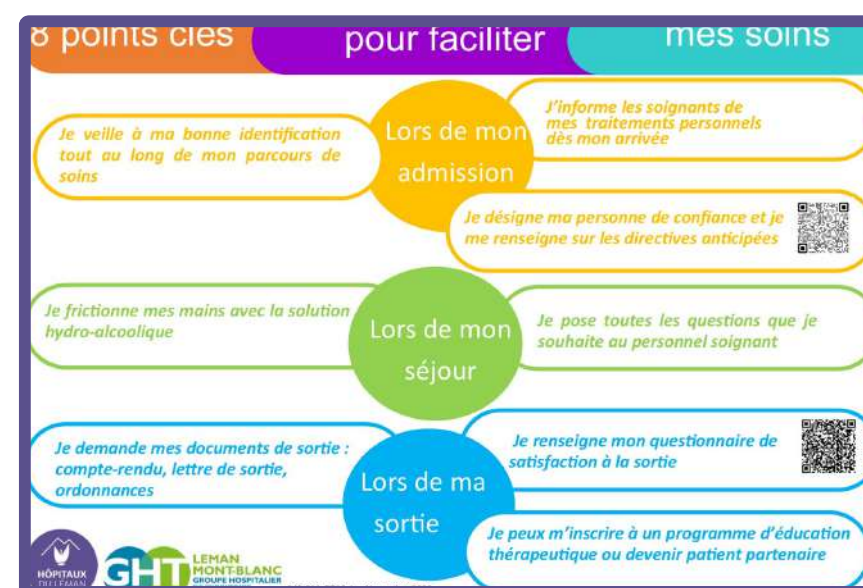 8 points clés pour faciliter mes soins
Lors de mon
admission
Je veille à ma bonne identification
tout au long de mon parcours de
soins
J'informe les soignants de
mes traitements personnels
dès mon arrivée
Je désigne ma personne de confiance et je
me renseigne sur les directives anticipées
Lors de mon
séjour
Je frictionne mes mains avec la solution
hydro-alcoolique
Je pose toutes les questions que je
souhaite au personnel soignant
Lors de ma
sortie
Je demande mes documents de sortie :
compte-rendu, lettre de sortie,
ordonnances
Je renseigne mon questionnaire de
satisfaction à la sortie
Je peux m'inscrire à un programme d'éducation
thérapeutique ou devenir patient partenaire
HÔPITAUX
DU LEMAN
GHT
LEMAN
MONT-BLANC
GROUPE HOSPITALIER